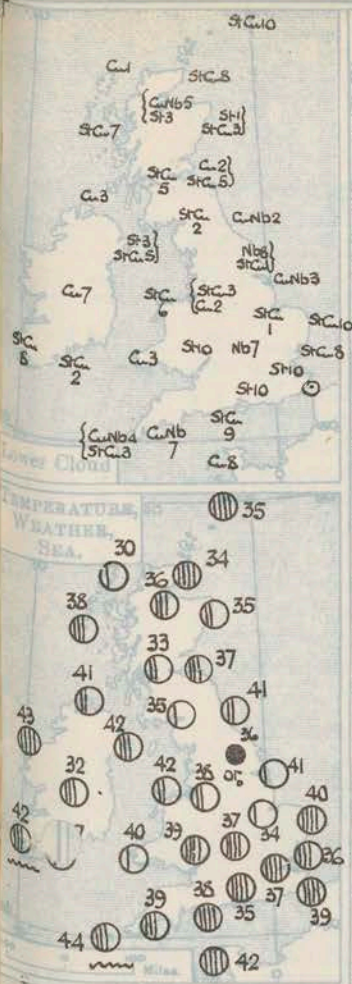 StCu10
Cu1
StCu8
{CuNb5
St3
St1}
StCu3
StCu7
Cu2}
StCu5
StCu
5
Cu3
StCu
2
CuNb2
St3}
StCu5
Nb6
CuNb3
Cu7
StCu
6
{StCu3
Cu2
StCu
1
StCu10
StCu
8
StCu
2
Cu3
St10
Nb7
StCu8
St10
St10
StCu
9
{CuNb4
StCu3
CuNb
7
Cu8
Lower Cloud
TEMPERATURE,
WEATHER,
SEA.
35
30
34
36
38
35
33
37
41
35
41
43
42
36
41
32
42
38
40
42
7
40
39
37
34
36
38
37
39
39
35
44
42
Miles.